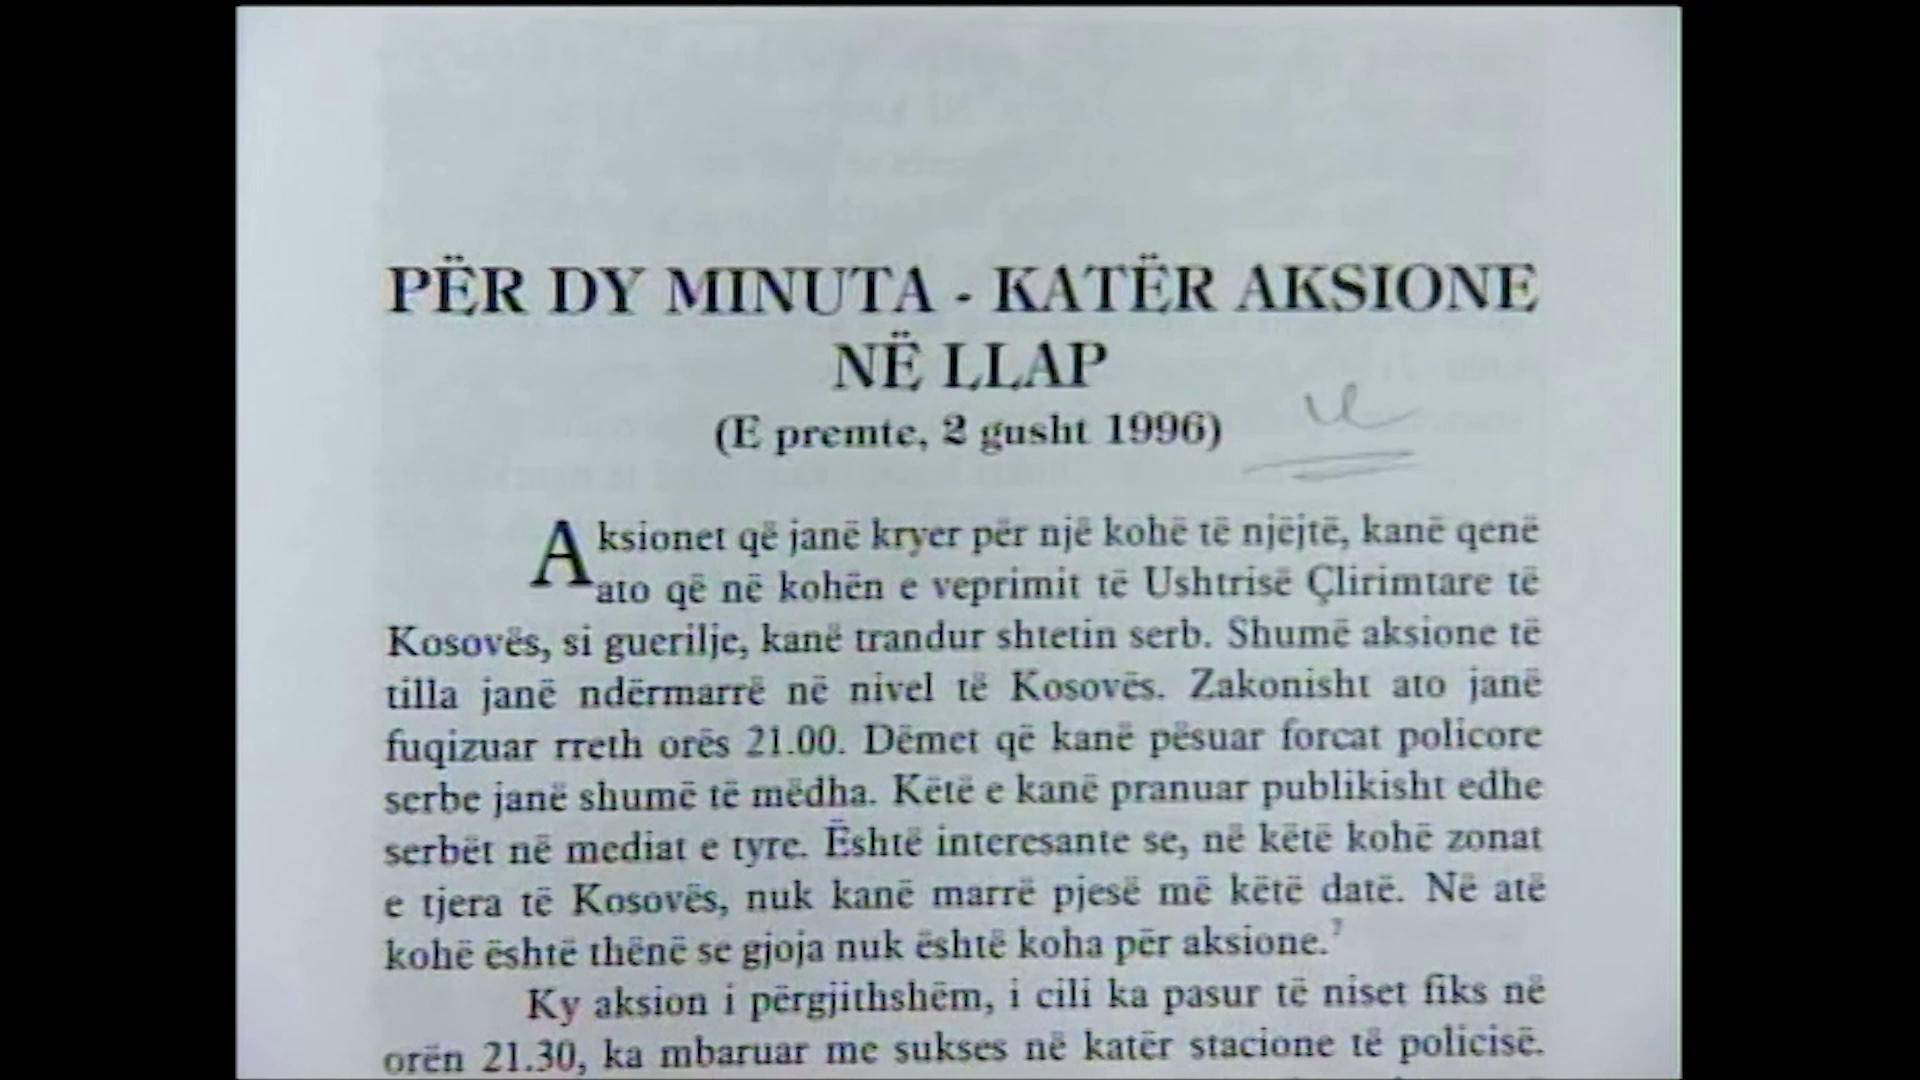 PËR DY MINUTA - KATËR AKSIONE
NË LLAP
(E premte, 2 gusht 1996)
Aksionet që janë kryer për një kohë të njëjtë, kanë qenë
ato që në kohën e veprimit të Ushtrisë Çlirimtare të
Kosovës, si guerilje, kanë trandur shtetin serb. Shumë aksione të
tilla janë ndërmarrë në nivel të Kosovës. Zakonisht ato janë
fuqizuar rreth orës 21.00. Dëmet që kanë pësuar forcat policore
serbe janë shumë të mëdha. Këtë e kanë pranuar publikisht edhe
serbët në mediat e tyre. Është interesante se, në këtë kohë zonat
e tjera të Kosovës, nuk kanë marrë pjesë më këtë datë. Në atë
kohë është thënë se gjoja nuk është koha për aksione.⁷
Ky aksion i përgjithshëm, i cili ka pasur të niset fiks në
orën 21.30, ka mbaruar me sukses në katër stacione të policisë.